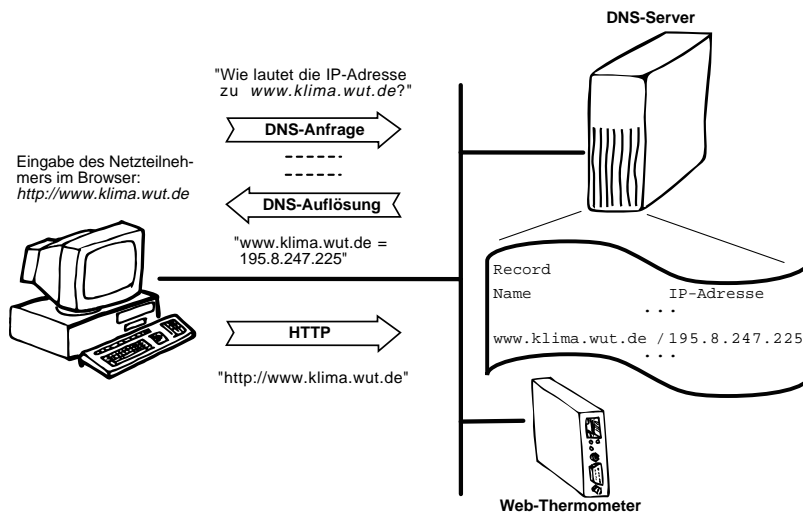 DNS-Server
"Wie lautet die IP-Adresse
zu www.klima.wut.de?"
DNS-Anfrage
Eingabe des Netzteilneh-
mers im Browser:
http://www.klima.wut.de
DNS-Auflösung
"www.klima.wut.de =
195.8.247.225"
Record
Name IP-Adresse
...
www.klima.wut.de / 195.8.247.225
...
HTTP
"http://www.klima.wut.de"
Web-Thermometer